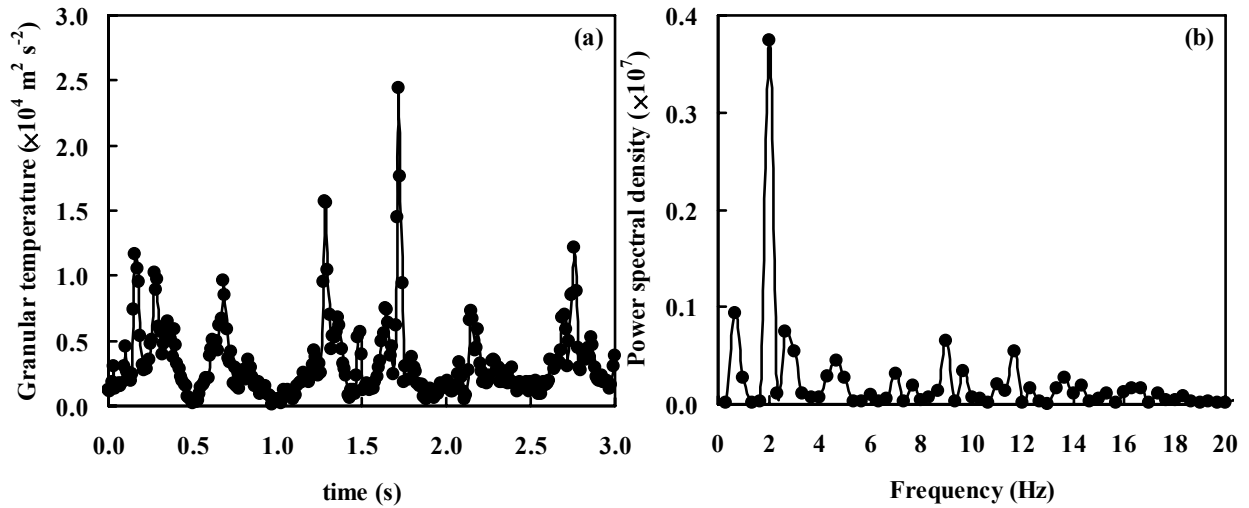 (a)
Granular temperature (×10⁴ m² s⁻²)
3.0
2.5
2.0
1.5
1.0
0.5
0.0
0.0 0.5 1.0 1.5 2.0 2.5 3.0
time (s)
(b)
Power spectral density (×10⁷)
0.4
0.3
0.2
0.1
0.0
0 2 4 6 8 10 12 14 16 18 20
Frequency (Hz)